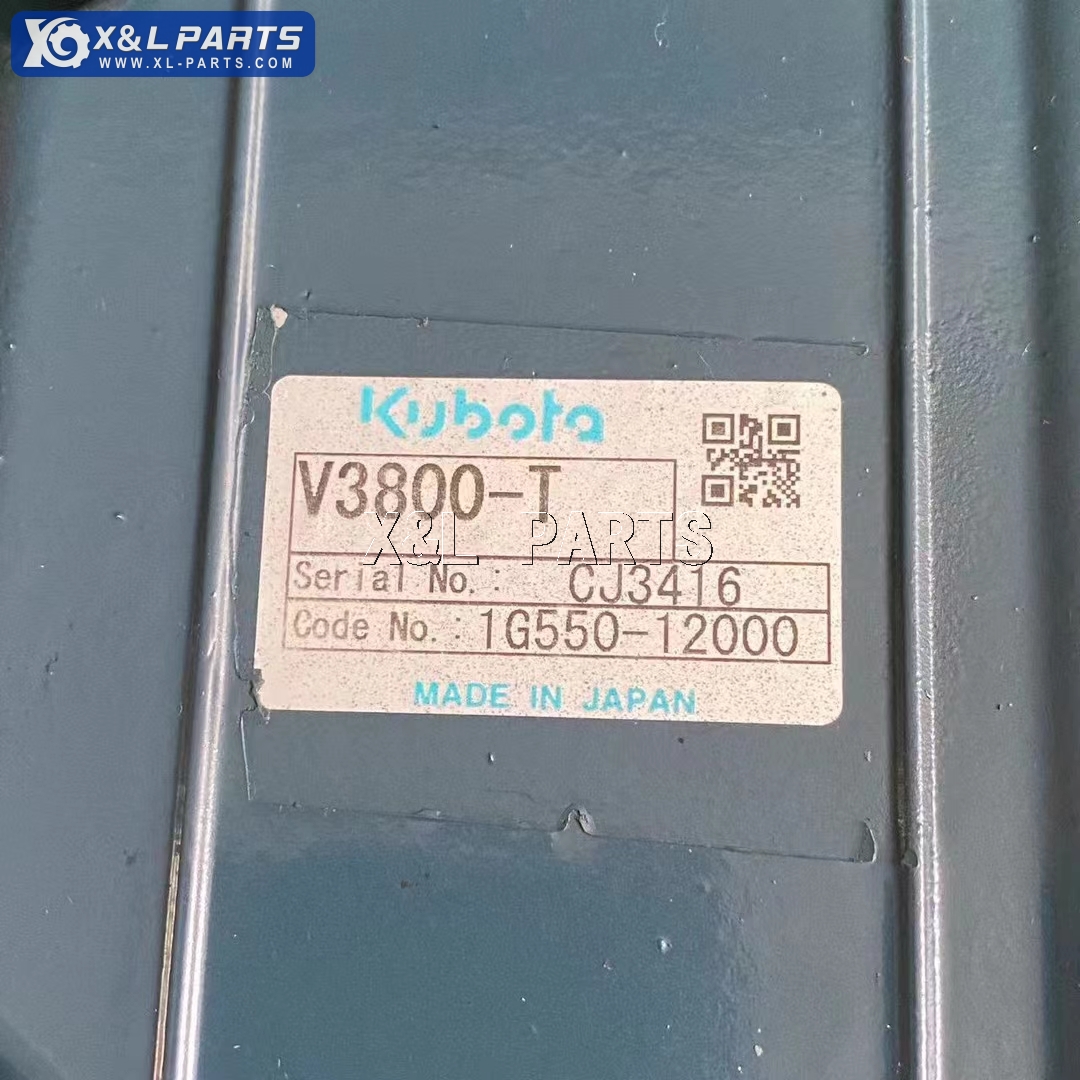 X&L PARTS
WWW.XL-PARTS.COM
Kubota
V3800-T
X&L PARTS
Serial No.: CJ3416
Code No.: 1G550-12000
MADE IN JAPAN